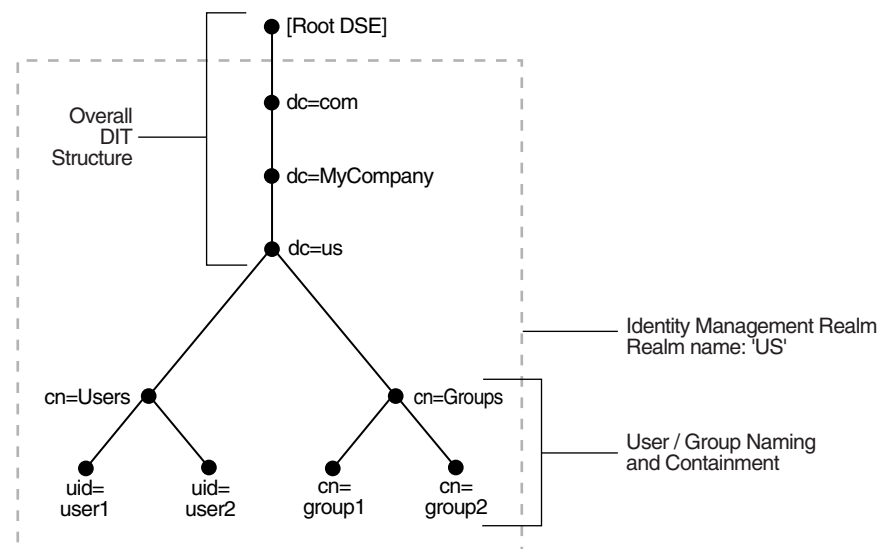 [Root DSE]
dc=com
Overall
DIT
Structure
dc=MyCompany
dc=us
Identity Management Realm
Realm name: 'US'
cn=Users
cn=Groups
User / Group Naming
and Containment
uid=
user1
uid=
user2
cn=
group1
cn=
group2